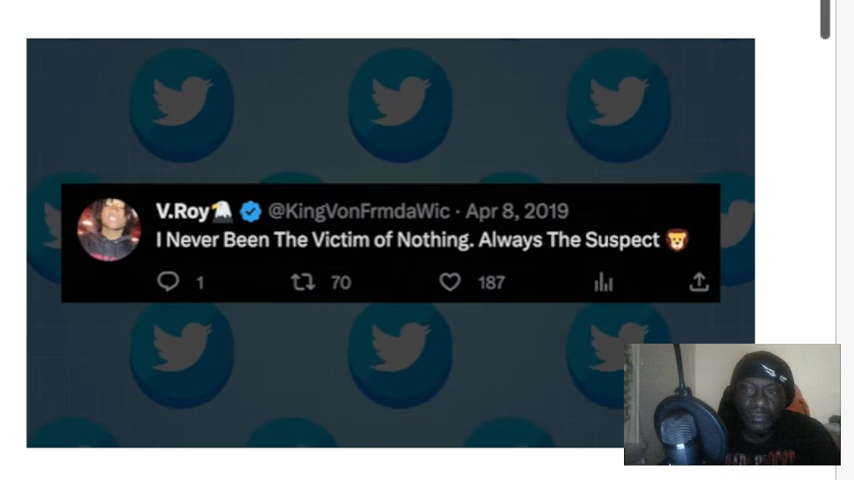 V.Roy🦅 @KingVonFrmdaWic · Apr 8, 2019
I Never Been The Victim of Nothing. Always The Suspect 🦁
1 70 187